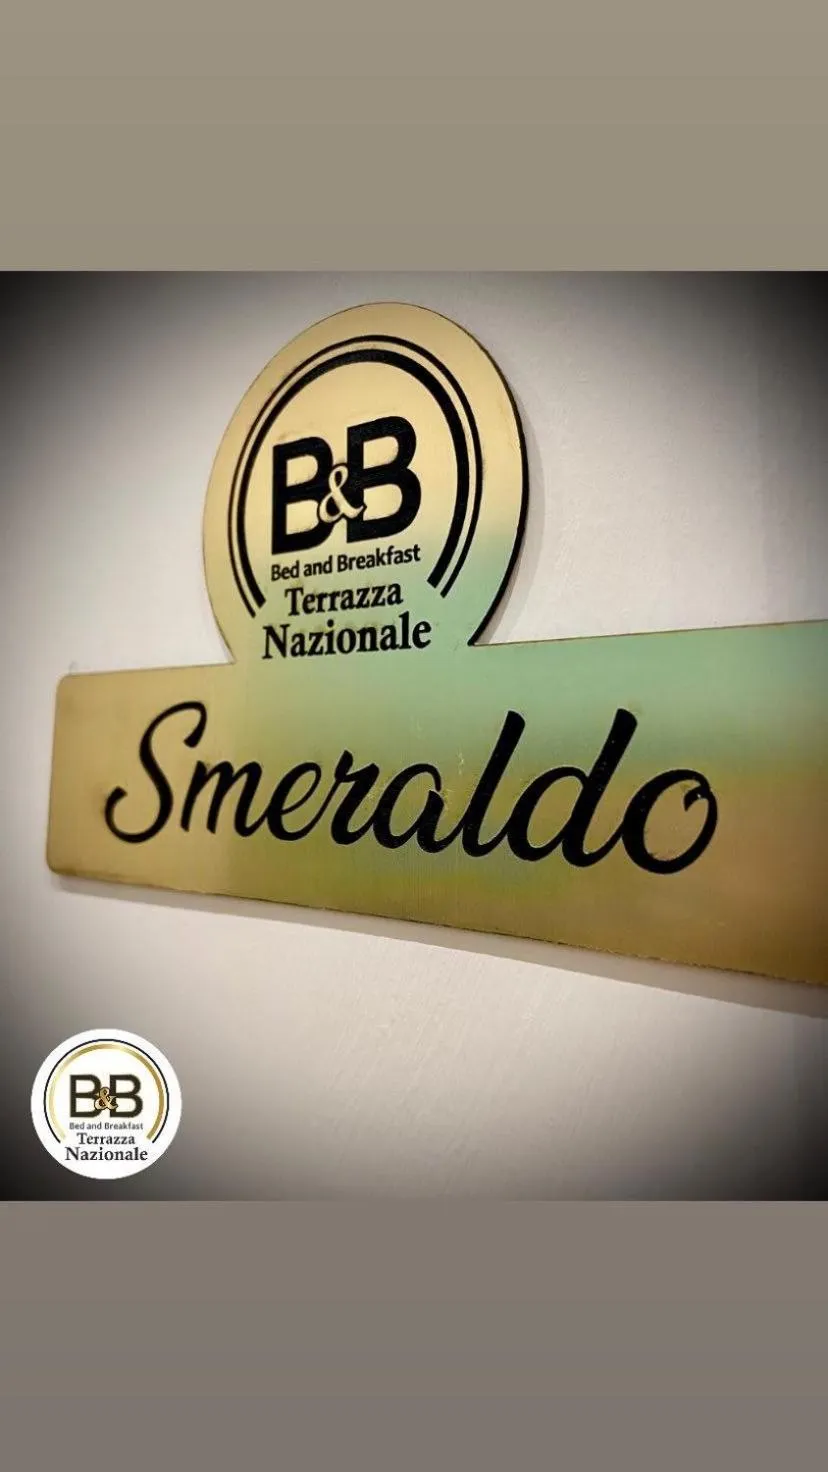 B&B
Bed and Breakfast
Terrazza
Nazionale
Smeraldo
B&B
Bed and Breakfast
Terrazza
Nazionale